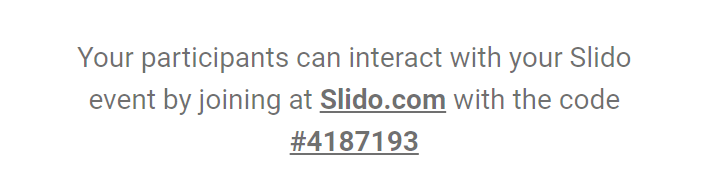 Your participants can interact with your Slido
event by joining at Slido.com with the code
#4187193